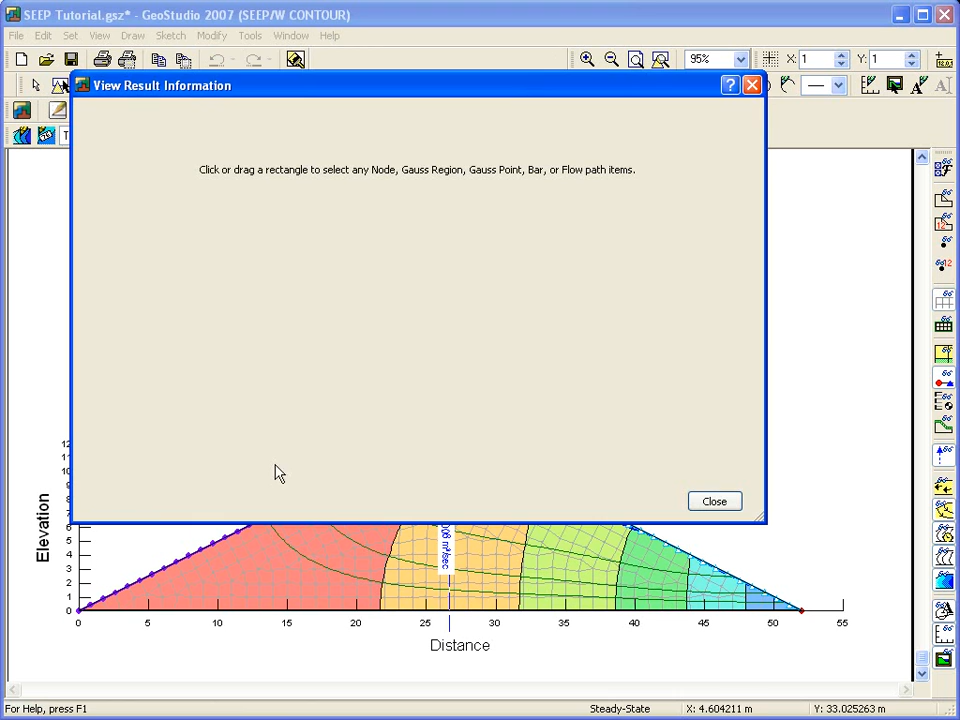 SEEP Tutorial.gsz* - GeoStudio 2007 (SEEP/W CONTOUR)
File Edit Set View Draw Sketch Modify Tools Window Help
95% X: 1 Y: 1
View Result Information
Click or drag a rectangle to select any Node, Gauss Region, Gauss Point, Bar, or Flow path items.
Close
12
11
10
9
8
7
6
5
4
3
2
1
0
Elevation
m³/sec
0 5 10 15 20 25 30 35 40 45 50 55
Distance
For Help, press F1 Steady-State X: 4.604211 m Y: 33.025263 m